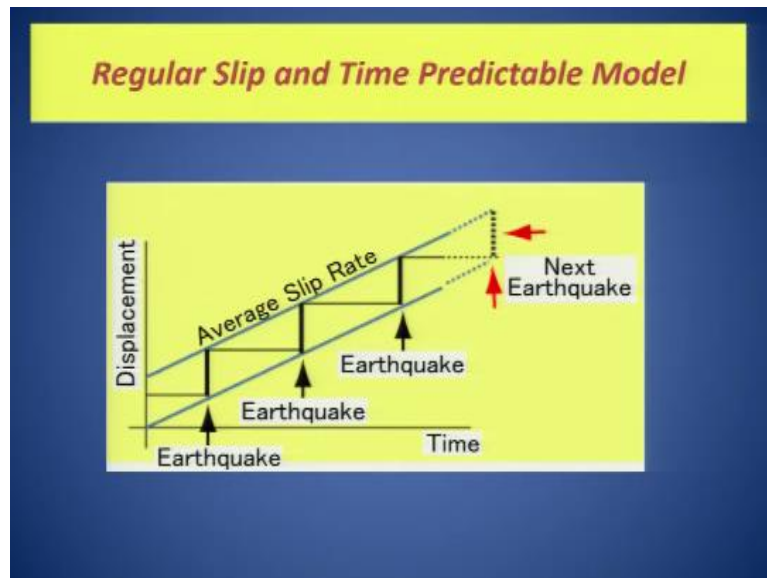 Regular Slip and Time Predictable Model
Displacement
Average Slip Rate
Next
Earthquake
Earthquake
Earthquake
Earthquake
Time